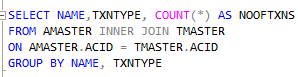 SELECT NAME,TXNTYPE, COUNT(*) AS NOOFTXNS
FROM AMASTER INNER JOIN TMASTER
ON AMASTER.ACID = TMASTER.ACID
GROUP BY NAME, TXNTYPE